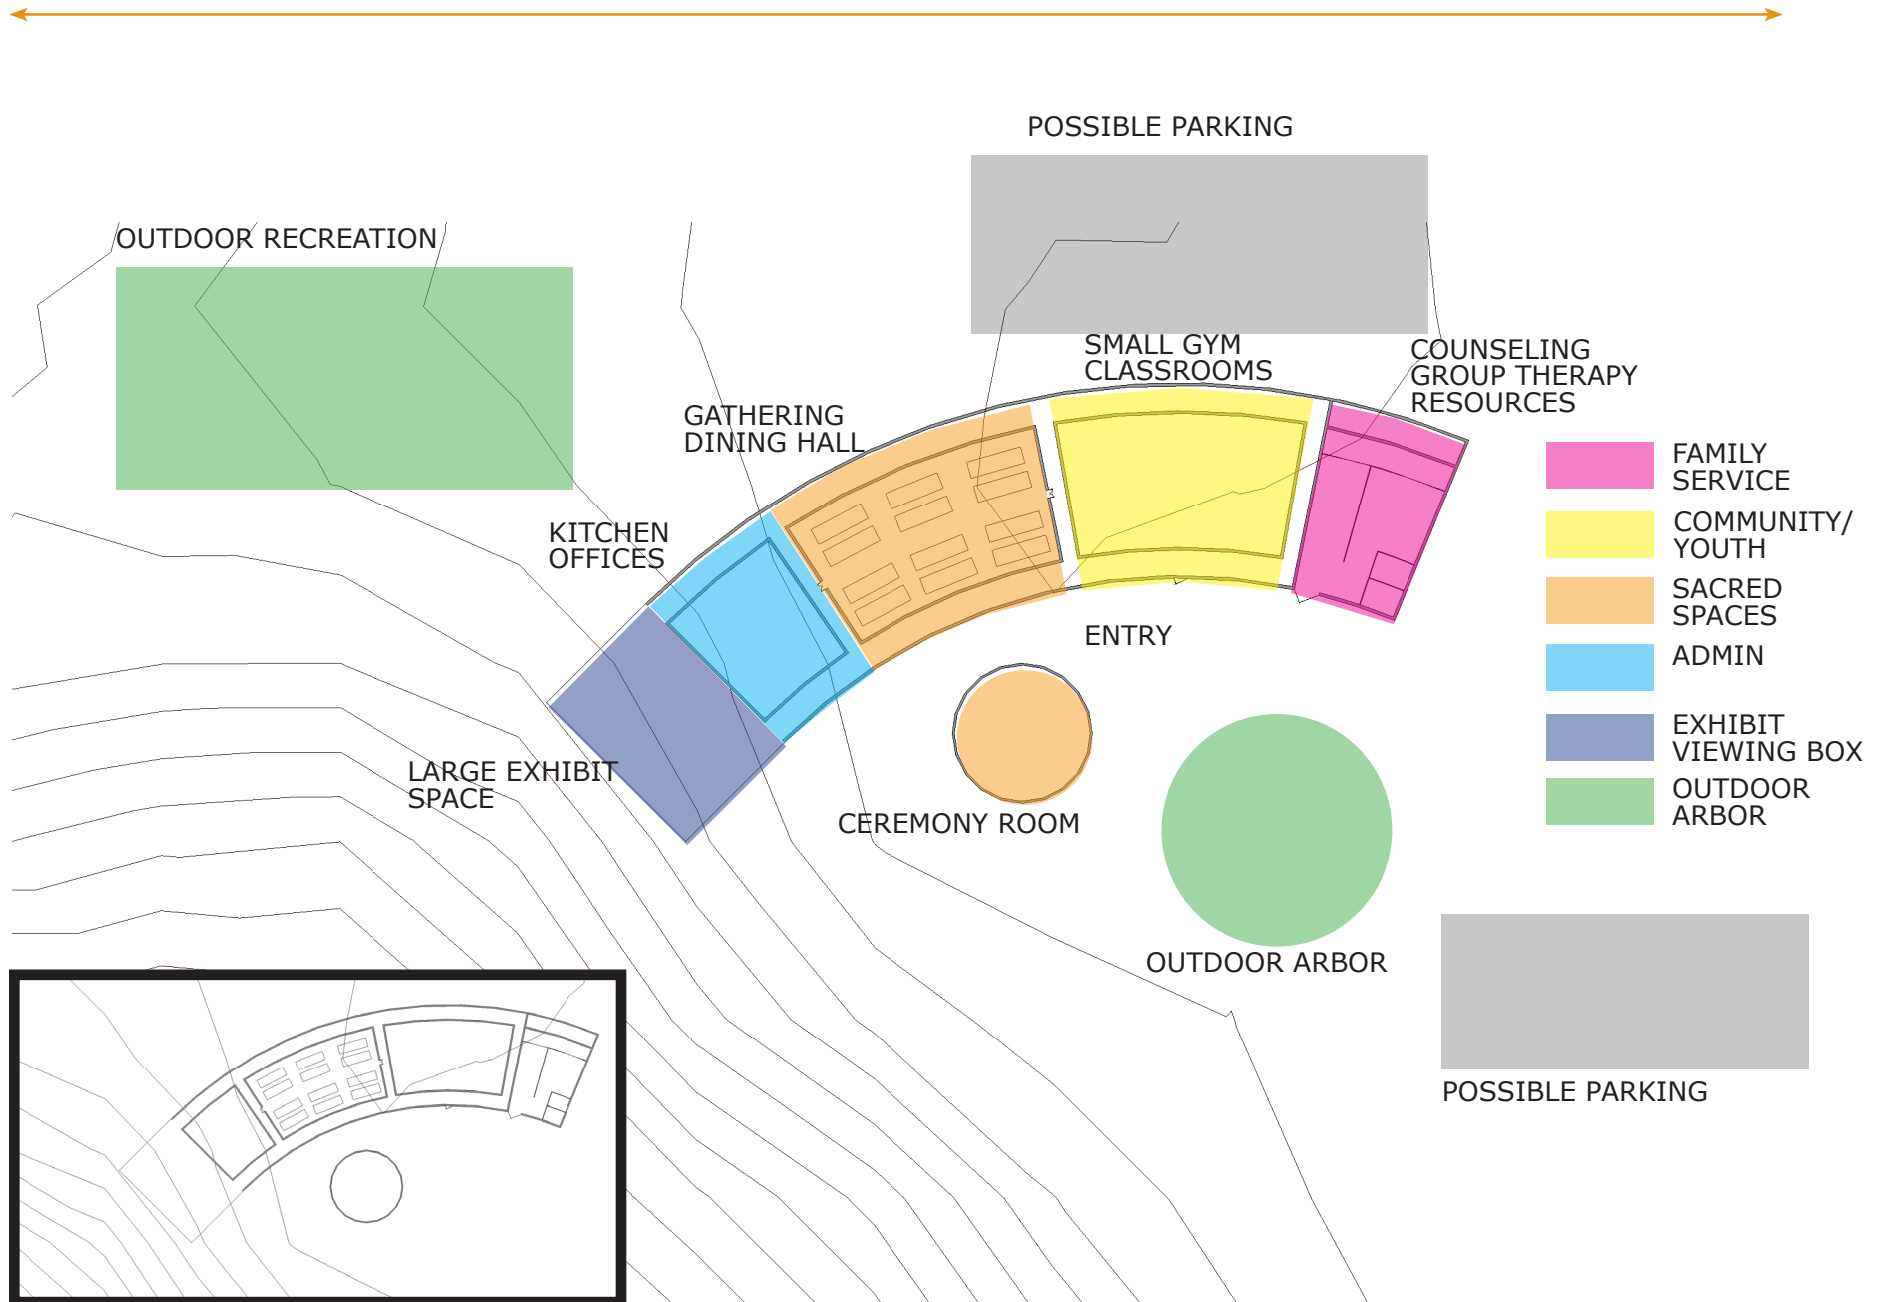 POSSIBLE PARKING
OUTDOOR RECREATION
SMALL GYM
CLASSROOMS
COUNSELING
GROUP THERAPY
RESOURCES
GATHERING
DINING HALL
KITCHEN
OFFICES
FAMILY
SERVICE
COMMUNITY/
YOUTH
SACRED
SPACES
ADMIN
EXHIBIT
VIEWING BOX
OUTDOOR
ARBOR
ENTRY
LARGE EXHIBIT
SPACE
CEREMONY ROOM
OUTDOOR ARBOR
POSSIBLE PARKING